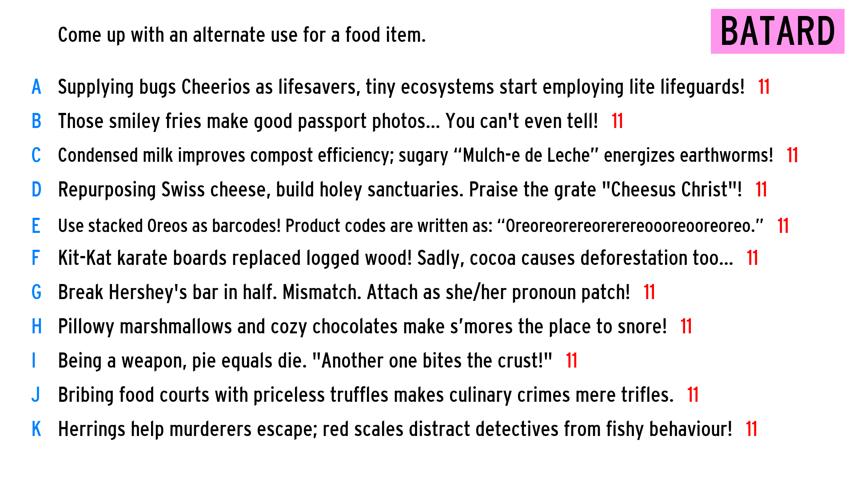 Come up with an alternate use for a food item.
BATARD
A Supplying bugs Cheerios as lifesavers, tiny ecosystems start employing lite lifeguards! 11
B Those smiley fries make good passport photos... You can't even tell! 11
C Condensed milk improves compost efficiency; sugary “Mulch-e de Leche” energizes earthworms! 11
D Repurposing Swiss cheese, build holey sanctuaries. Praise the grate "Cheesus Christ"! 11
E Use stacked Oreos as barcodes! Product codes are written as: “Oreoreorereorerereoooreooreoreo.” 11
F Kit-Kat karate boards replaced logged wood! Sadly, cocoa causes deforestation too... 11
G Break Hershey's bar in half. Mismatch. Attach as she/her pronoun patch! 11
H Pillowy marshmallows and cozy chocolates make s’mores the place to snore! 11
I Being a weapon, pie equals die. "Another one bites the crust!" 11
J Bribing food courts with priceless truffles makes culinary crimes mere trifles. 11
K Herrings help murderers escape; red scales distract detectives from fishy behaviour! 11